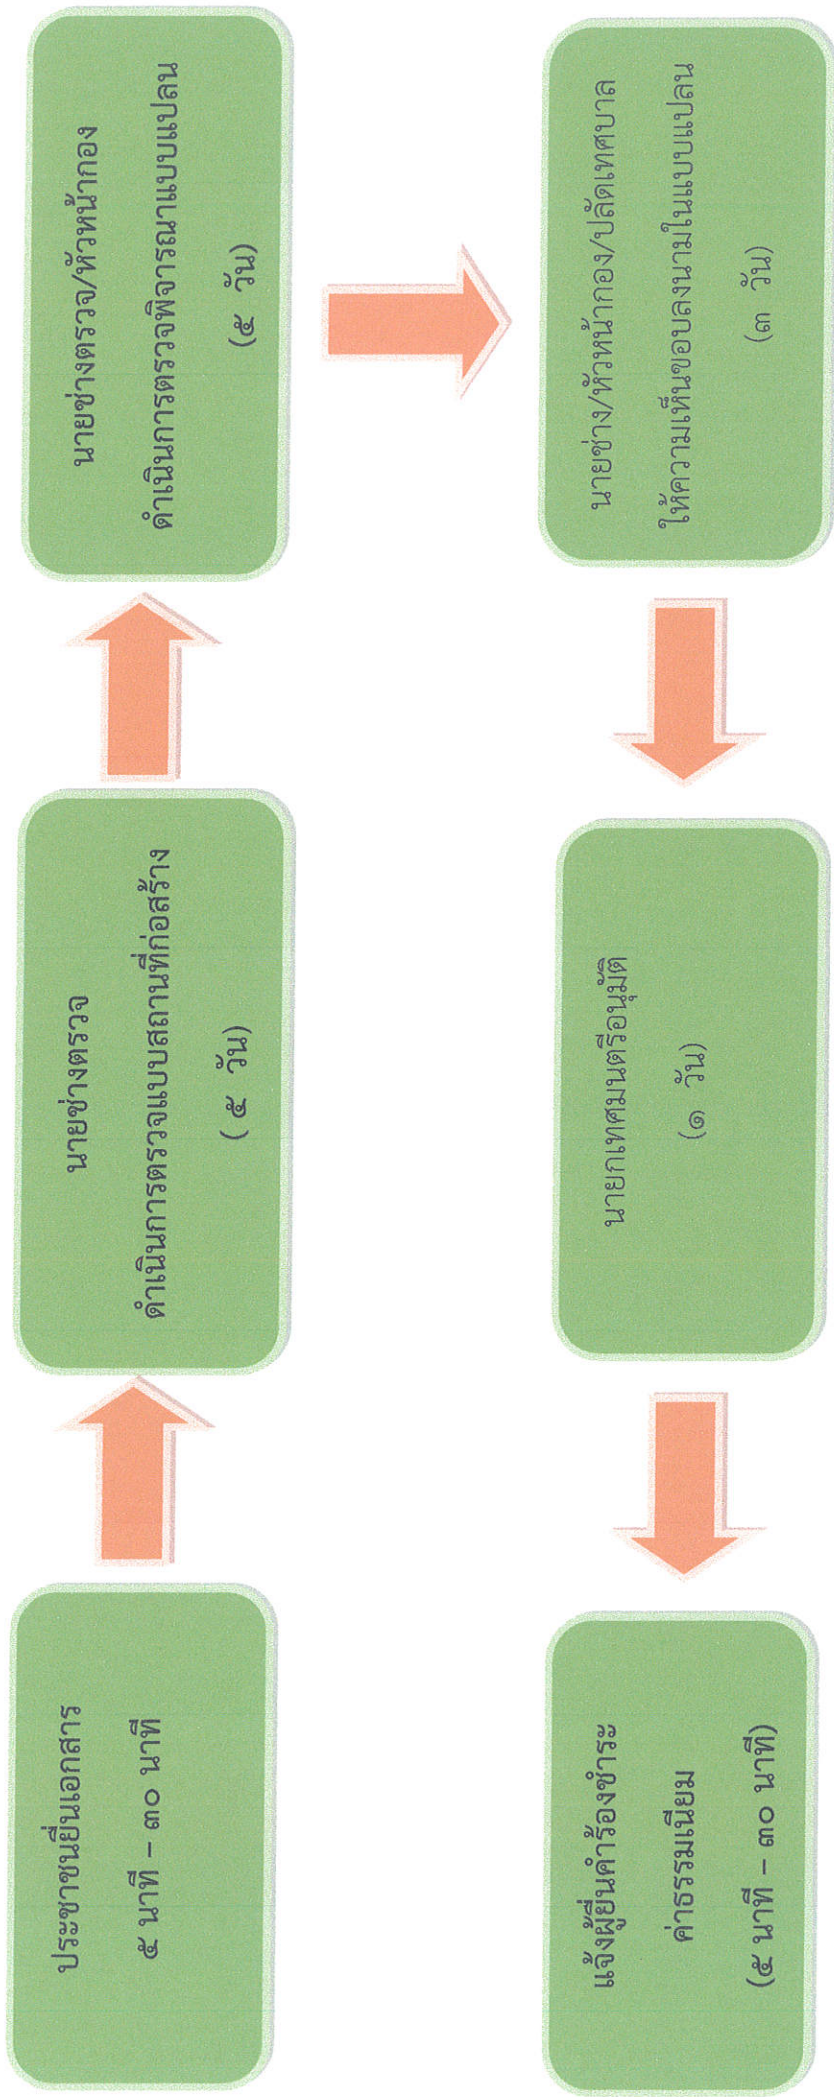 ประชาชนยื่นเอกสาร
๕ นาที – ๓๐ นาที
นายช่างตรวจ
ดำเนินการตรวจแบบสถานที่ก่อสร้าง
( ๕ วัน)
นายช่างตรวจ/หัวหน้ากอง
ดำเนินการตรวจพิจารณาแบบแปลน
(๕ วัน)
นายช่าง/หัวหน้ากอง/ปลัดเทศบาล
ให้ความเห็นขอบลงนามในแบบแปลน
(๓ วัน)
นายกเทศมนตรีอนุมัติ
(๑ วัน)
แจ้งผู้ยื่นคำร้องชำระ
ค่าธรรมเนียม
(๕ นาที – ๓๐ นาที)